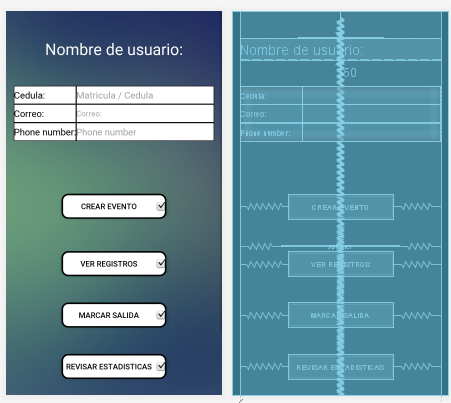 Nombre de usuario:
Cedula: Matricula / Cedula
Correo: Correo:
Phone number: Phone number
CREAR EVENTO
VER REGISTROS
MARCAR SALIDA
REVISAR ESTADISTICAS
Nombre de usuario:
50
Cedula:
Correo:
Phone number:
CREAR EVENTO
VER REGISTROS
MARCAR SALIDA
REVISAR ESTADISTICAS